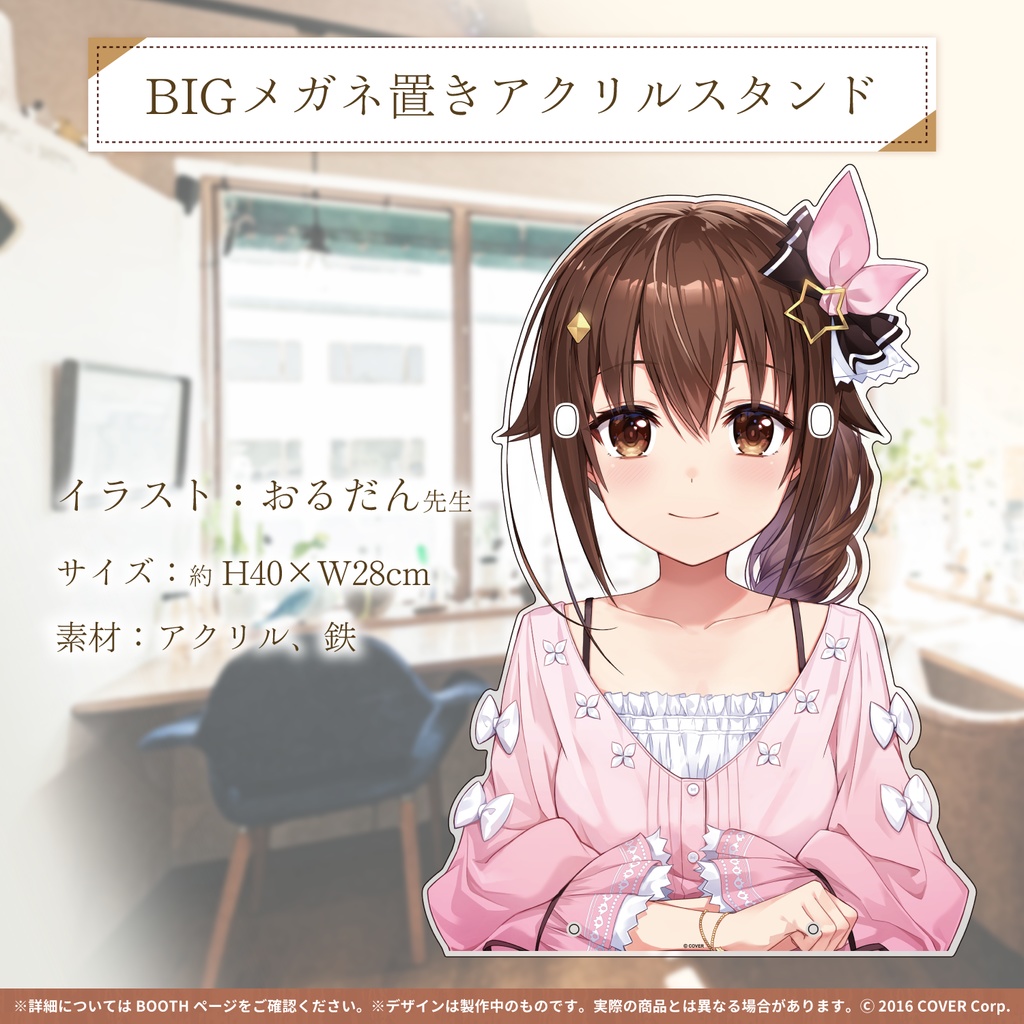 BIGメガネ置きアクリルスタンド
イラスト：おるだん先生
サイズ：約 H40×W28cm
素材：アクリル、鉄
© COVER
※詳細については BOOTH ページをご確認ください。※デザインは製作中のものです。実際の商品とは異なる場合があります。© 2016 COVER Corp.